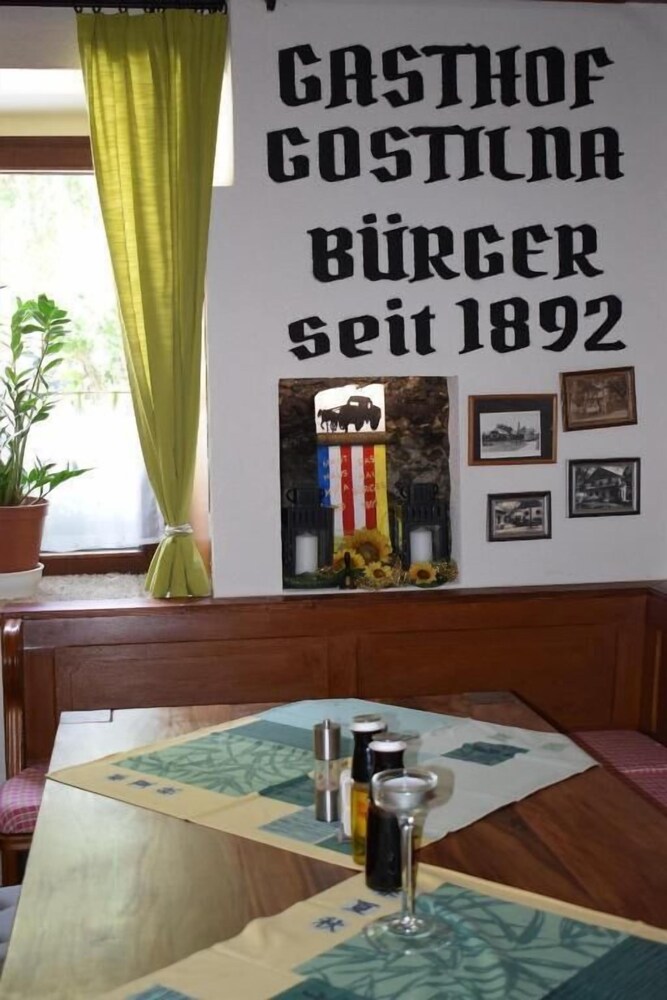 GASTHOF
GOSTILNA
BÜRGER
seit 1892